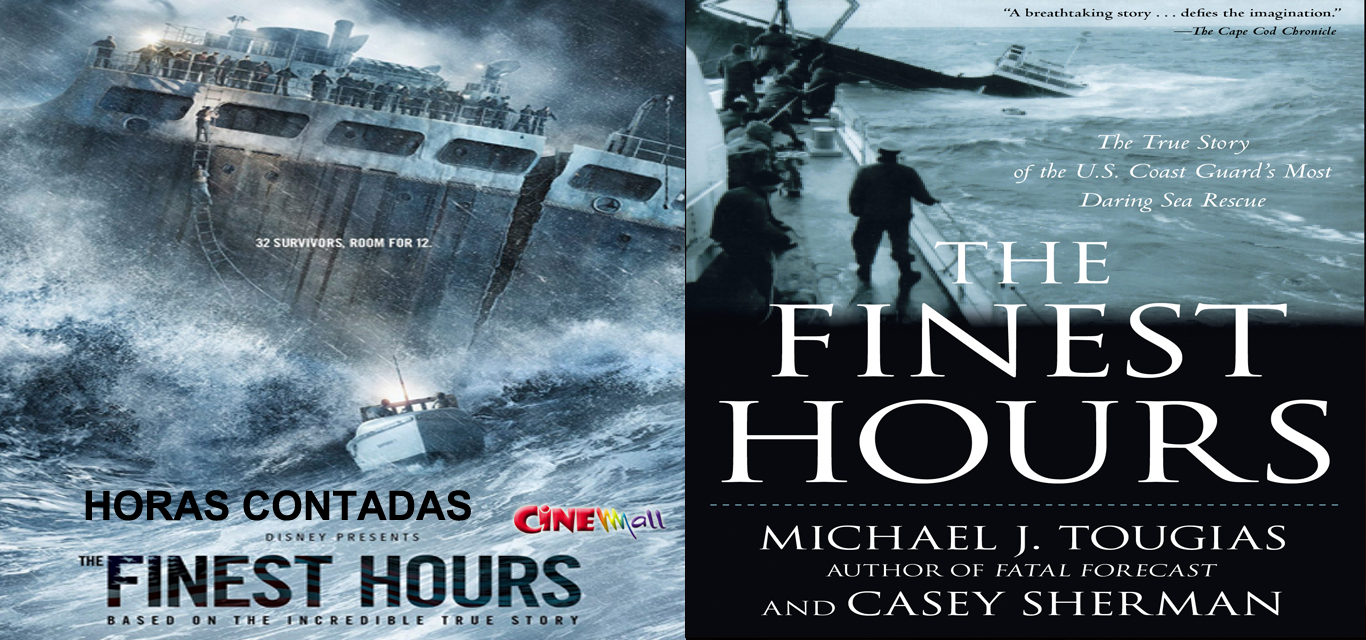 32 SURVIVORS, ROOM FOR 12.
HORAS CONTADAS
CiNEMall
DISNEY PRESENTS
THE FINEST HOURS
BASED ON THE INCREDIBLE TRUE STORY
“A breathtaking story . . . defies the imagination.”
—The Cape Cod Chronicle
The True Story
of the U.S. Coast Guard’s Most
Daring Sea Rescue
THE
FINEST
HOURS
MICHAEL J. TOUGIAS
AUTHOR OF FATAL FORECAST
AND CASEY SHERMAN